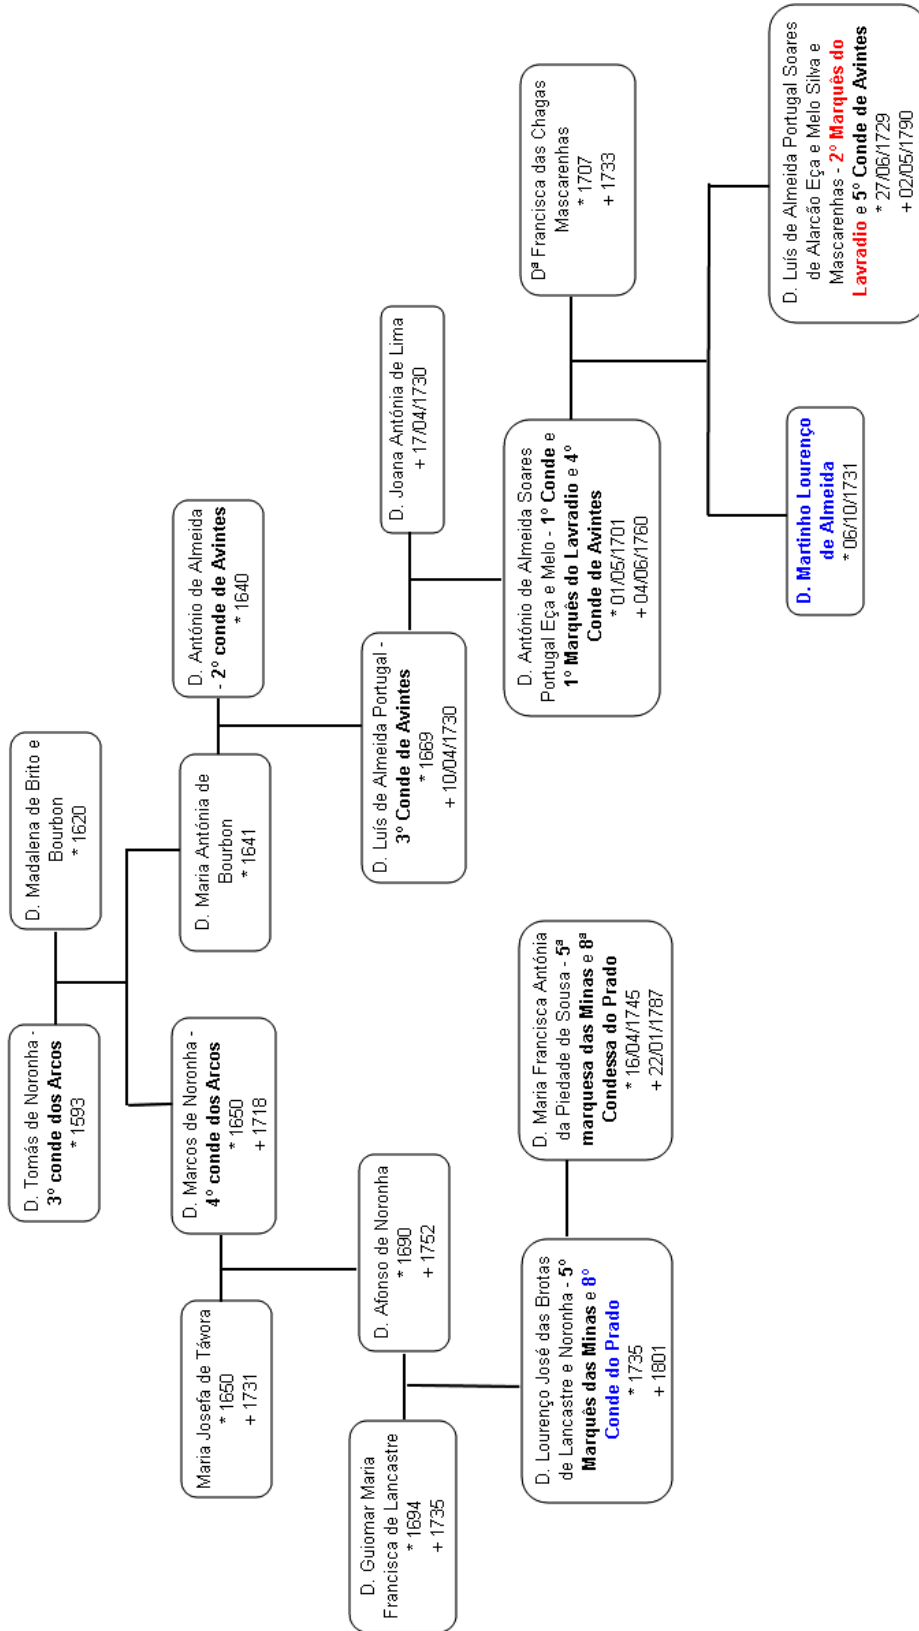 D. Tomás de Noronha -
3º conde dos Arcos
* 1593
D. Madalena de Brito e
Bourbon
* 1620
Maria Josefa de Távora
* 1650
+ 1731
D. Marcos de Noronha -
4º conde dos Arcos
* 1650
+ 1718
D. Maria Antónia de
Bourbon
* 1641
D. António de Almeida
- 2º conde de Avintes
* 1640
D. Guiomar Maria
Francisca de Lancastre
* 1694
+ 1735
D. Afonso de Noronha
* 1690
+ 1752
D. Luís de Almeida Portugal -
3º Conde de Avintes
* 1669
+ 10/04/1730
D. Joana Antónia de Lima
+ 17/04/1730
D. Lourenço José das Brotas
de Lancastre e Noronha - 5º
Marquês das Minas e 8º
Conde do Prado
* 1735
+ 1801
D. Maria Francisca Antónia
da Piedade de Sousa - 5ª
marquesa das Minas e 8ª
Condessa do Prado
* 16/04/1745
+ 22/01/1787
D. António de Almeida Soares
Portugal Eça e Melo - 1º Conde e
1º Marquês do Lavradio e 4º
Conde de Avintes
* 01/05/1701
+ 04/06/1760
Dª Francisca das Chagas
Mascarenhas
* 1707
+ 1733
D. Martinho Lourenço
de Almeida
* 06/10/1731
D. Luís de Almeida Portugal Soares
de Alarcão Eça e Melo Silva e
Mascarenhas - 2º Marquês do
Lavradio e 5º Conde de Avintes
* 27/06/1729
+ 02/05/1790